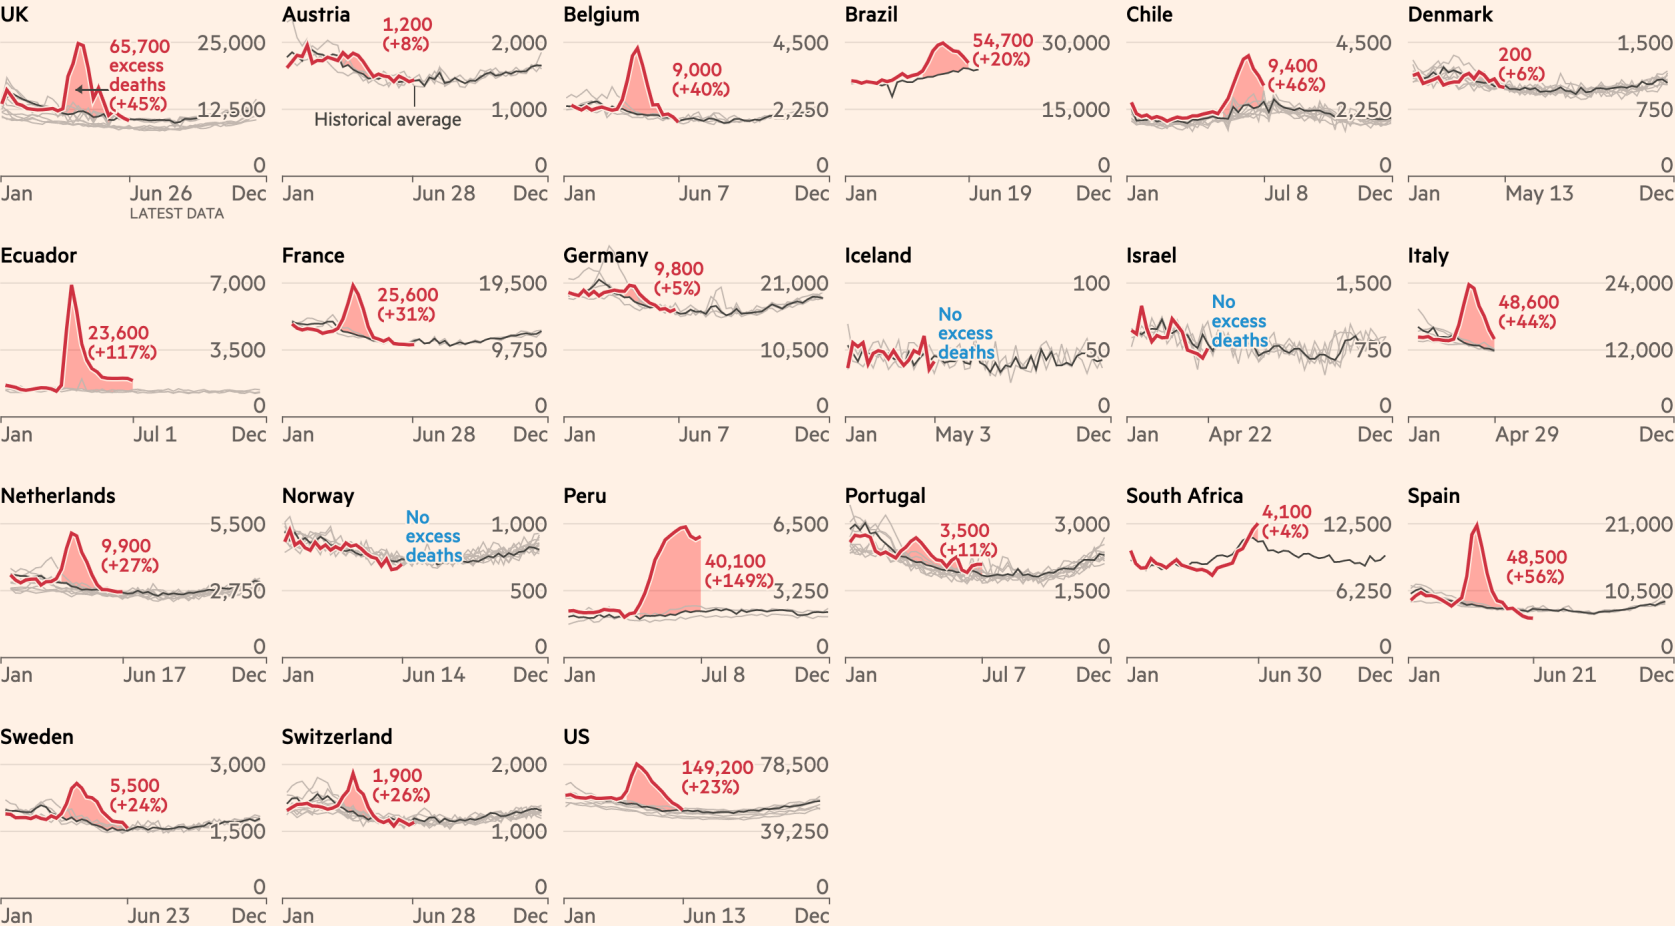 UK
25,000
65,700
excess
deaths
(+45%)
12,500
0
Jan
Jun 26
Dec
LATEST DATA
Austria
1,200
(+8%)
2,000
Historical average
1,000
0
Jan
Jun 28
Dec
Belgium
4,500
9,000
(+40%)
2,250
0
Jan
Jun 7
Dec
Brazil
54,700
(+20%)
30,000
15,000
0
Jan
Jun 19
Dec
Chile
4,500
9,400
(+46%)
2,250
0
Jan
Jul 8
Dec
Denmark
1,500
200
(+6%)
750
0
Jan
May 13
Dec
Ecuador
7,000
23,600
(+117%)
3,500
0
Jan
Jul 1
Dec
France
19,500
25,600
(+31%)
9,750
0
Jan
Jun 28
Dec
Germany
9,800
(+5%)
21,000
10,500
0
Jan
Jun 7
Dec
Iceland
100
No
excess
deaths
50
0
Jan
May 3
Dec
Israel
1,500
No
excess
deaths
750
0
Jan
Apr 22
Dec
Italy
24,000
48,600
(+44%)
12,000
0
Jan
Apr 29
Dec
Netherlands
5,500
9,900
(+27%)
2,750
0
Jan
Jun 17
Dec
Norway
No
excess
deaths
1,000
500
0
Jan
Jun 14
Dec
Peru
6,500
40,100
(+149%)
3,250
0
Jan
Jul 8
Dec
Portugal
3,000
3,500
(+11%)
1,500
0
Jan
Jul 7
Dec
South Africa
4,100
(+4%)
12,500
6,250
0
Jan
Jun 30
Dec
Spain
21,000
48,500
(+56%)
10,500
0
Jan
Jun 21
Dec
Sweden
3,000
5,500
(+24%)
1,500
0
Jan
Jun 23
Dec
Switzerland
2,000
1,900
(+26%)
1,000
0
Jan
Jun 28
Dec
US
149,200
(+23%)
78,500
39,250
0
Jan
Jun 13
Dec